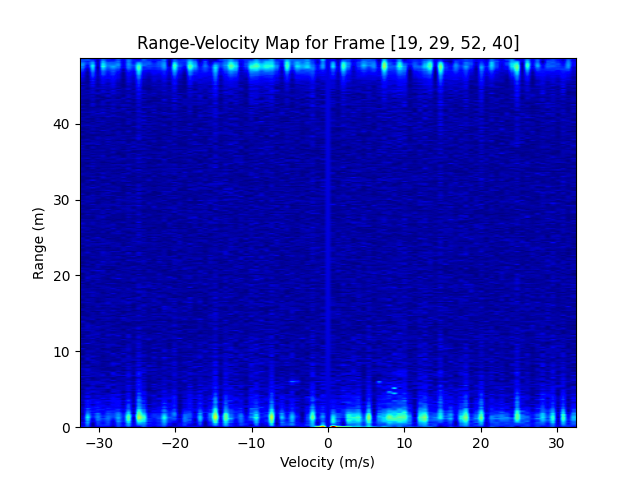 Range-Velocity Map for Frame [19, 29, 52, 40]
Range (m)
40
30
20
10
0
−30 −20 −10 0 10 20 30
Velocity (m/s)